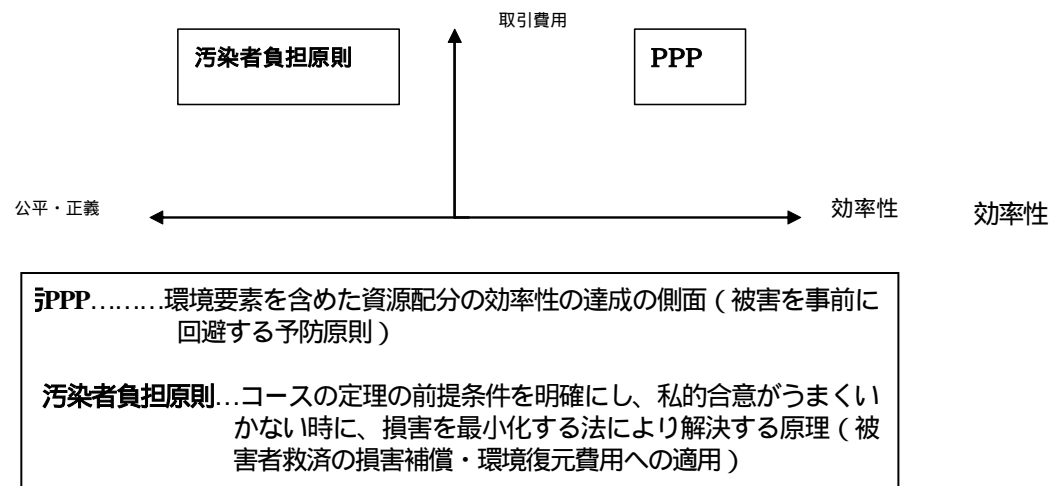 取引費用
汚染者負担原則
PPP
公平・正義
効率性
効率性
PPP………環境要素を含めた資源配分の効率性の達成の側面(被害を事前に
回避する予防原則)
汚染者負担原則…コースの定理の前提条件を明確にし、私的合意がうまくい
かない時に、損害を最小化する法により解決する原理(被
害者救済の損害補償・環境復元費用への適用)